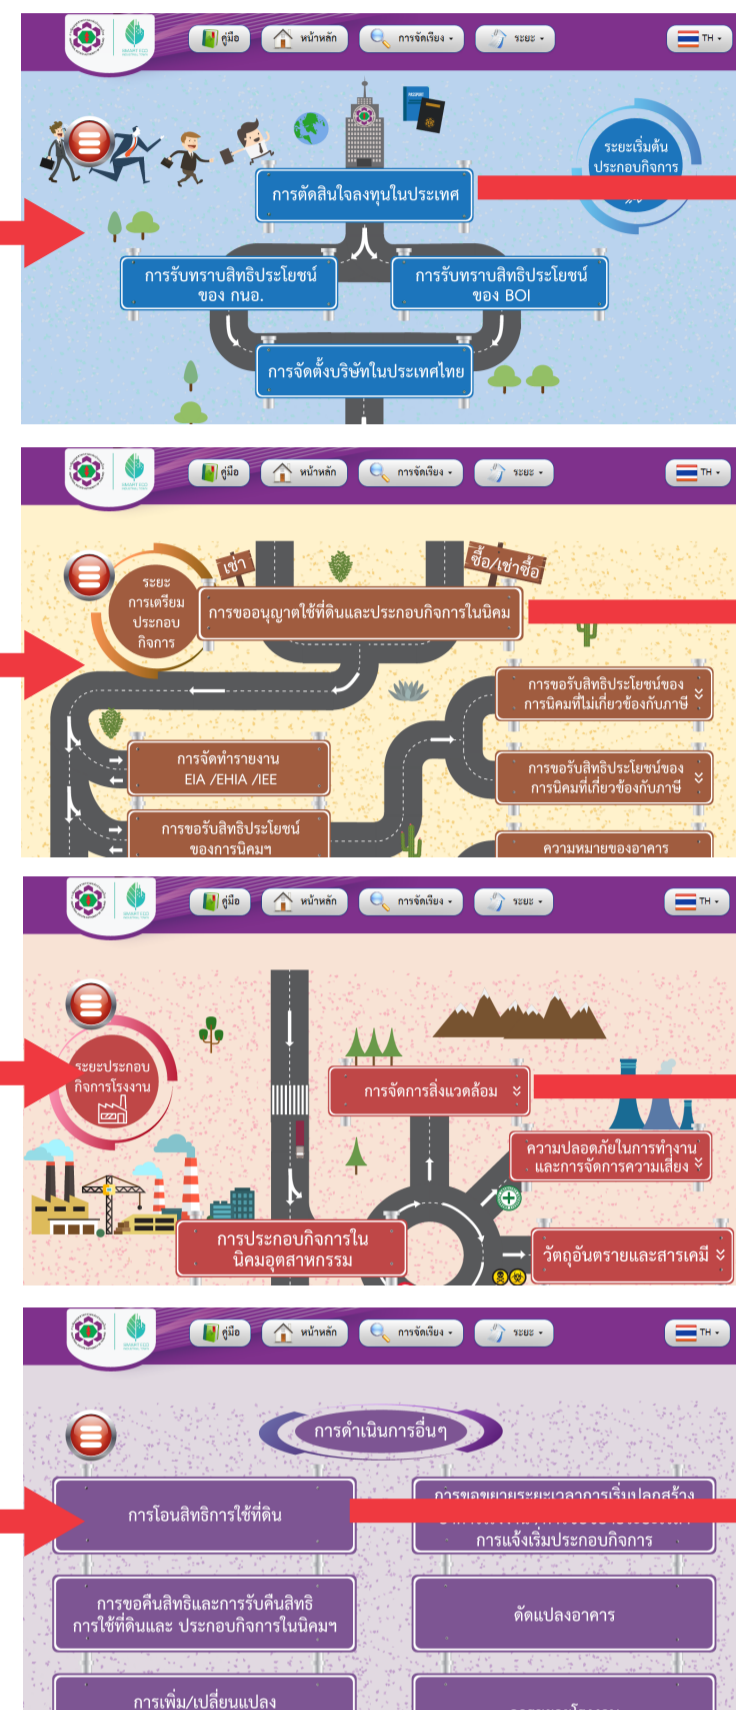 คู่มือ
หน้าหลัก
การจัดเรียง
ระยะ
TH
ระยะเริ่มต้น
ประกอบกิจการ
การตัดสินใจลงทุนในประเทศ
การรับทราบสิทธิประโยชน์
ของ กนอ.
การรับทราบสิทธิประโยชน์
ของ BOI
การจัดตั้งบริษัทในประเทศไทย
คู่มือ
หน้าหลัก
การจัดเรียง
ระยะ
TH
ระยะ
การเตรียม
ประกอบ
กิจการ
เช่า
ซื้อ/เช่าซื้อ
การขออนุญาตใช้ที่ดินและประกอบกิจการในนิคม
การขอรับสิทธิประโยชน์ของ
การนิคมที่ไม่เกี่ยวข้องกับภาษี
การจัดทำรายงาน
EIA /EHIA /IEE
การขอรับสิทธิประโยชน์ของ
การนิคมที่เกี่ยวข้องกับภาษี
การขอรับสิทธิประโยชน์
ของการนิคมฯ
ความหมายของอาคาร
คู่มือ
หน้าหลัก
การจัดเรียง
ระยะ
TH
ระยะประกอบ
กิจการโรงงาน
การจัดการสิ่งแวดล้อม
ความปลอดภัยในการทำงาน
และการจัดการความเสี่ยง
การประกอบกิจการใน
นิคมอุตสาหกรรม
วัตถุอันตรายและสารเคมี
คู่มือ
หน้าหลัก
การจัดเรียง
ระยะ
TH
การดำเนินการอื่นๆ
การโอนสิทธิการใช้ที่ดิน
การขอขยายระยะเวลาการเริ่มปลูกสร้าง
การแจ้งเริ่มประกอบกิจการ
การขอคืนสิทธิและการรับคืนสิทธิ
การใช้ที่ดินและ ประกอบกิจการในนิคมฯ
ดัดแปลงอาคาร
การเพิ่ม/เปลี่ยนแปลง